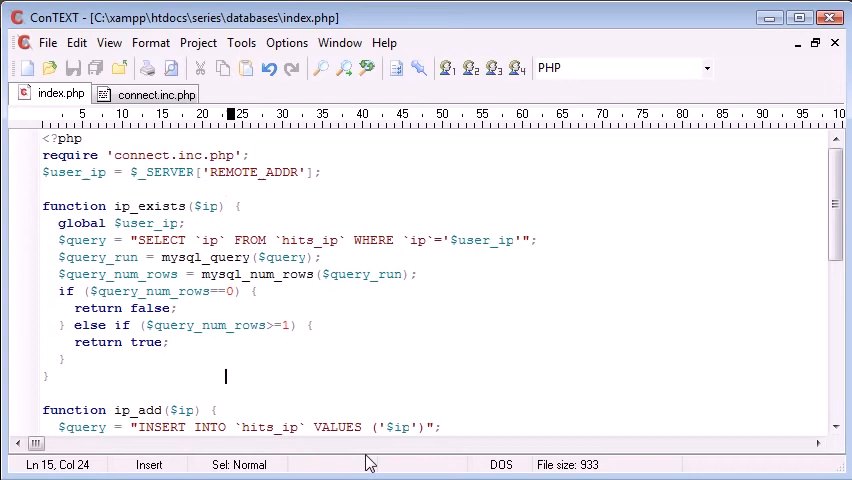 ConTEXT - [C:\xampp\htdocs\series\databases\index.php]
File Edit View Format Project Tools Options Window Help
1 2 3 4 PHP
index.php connect.inc.php
5 10 15 20 25 30 35 40 45 50 55 60 65 70 75 80 85 90 95 10
<?php
require 'connect.inc.php';
$user_ip = $_SERVER['REMOTE_ADDR'];
function ip_exists($ip) {
global $user_ip;
$query = "SELECT `ip` FROM `hits_ip` WHERE `ip`='$user_ip'";
$query_run = mysql_query($query);
$query_num_rows = mysql_num_rows($query_run);
if ($query_num_rows==0) {
return false;
} else if ($query_num_rows>=1) {
return true;
}
}
function ip_add($ip) {
$query = "INSERT INTO `hits_ip` VALUES ('$ip')";
Ln 15, Col 24 Insert Sel: Normal DOS File size: 933